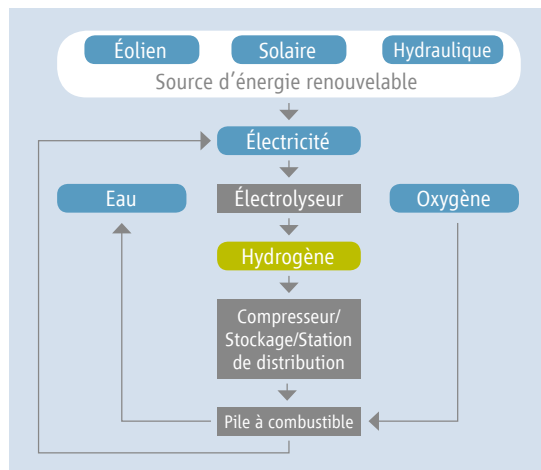 Éolien
Solaire
Hydraulique
Source d'énergie renouvelable
Électricité
Eau
Électrolyseur
Oxygène
Hydrogène
Compresseur/
Stockage/Station
de distribution
Pile à combustible